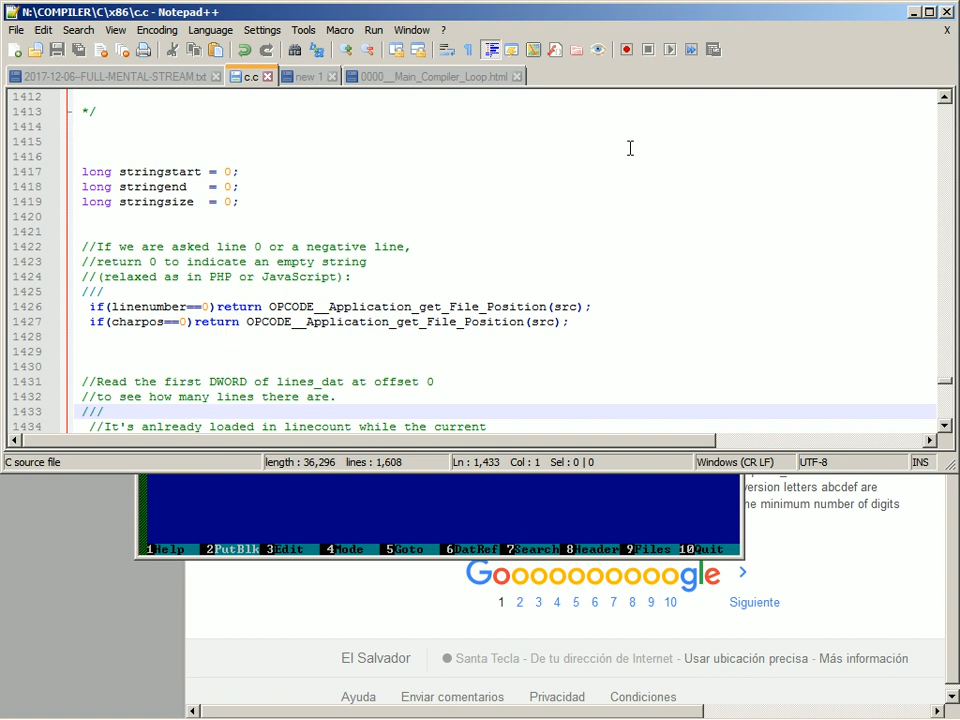 N:\COMPILER\C\x86\c.c - Notepad++
File Edit Search View Encoding Language Settings Tools Macro Run Window ? X
2017-12-06--FULL-MENTAL-STREAM.txt c.c new 1 0000__Main_Compiler_Loop.html
1412
1413 */
1414
1415
1416
1417 long stringstart = 0;
1418 long stringend   = 0;
1419 long stringsize  = 0;
1420
1421
1422 //If we are asked line 0 or a negative line,
1423 //return 0 to indicate an empty string
1424 //(relaxed as in PHP or JavaScript):
1425 ///
1426  if(linenumber==0)return OPCODE__Application_get_File_Position(src);
1427  if(charpos==0)return OPCODE__Application_get_File_Position(src);
1428
1429
1430
1431 //Read the first DWORD of lines_dat at offset 0
1432 //to see how many lines there are.
1433 ///
1434  //It's anlready loaded in linecount while the current
C source file length : 36,296 lines : 1,608 Ln : 1,433 Col : 1 Sel : 0 | 0 Windows (CR LF) UTF-8 INS
version letters abcdef are
he minimum number of digits
1Help 2PutBlk 3Edit 4Mode 5Goto 6DatRef 7Search 8Header 9Files 10Quit
Goooooooooogle >
1 2 3 4 5 6 7 8 9 10 Siguiente
El Salvador Santa Tecla - De tu dirección de Internet - Usar ubicación precisa - Más información
Ayuda Enviar comentarios Privacidad Condiciones